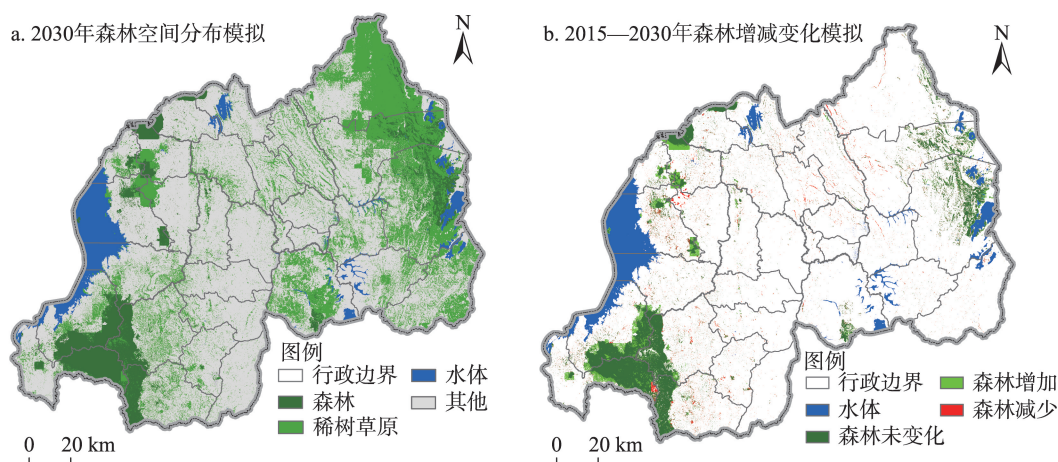 a. 2030年森林空间分布模拟
N
图例
行政边界
水体
森林
其他
稀树草原
0 20 km
b. 2015—2030年森林增减变化模拟
N
图例
行政边界
森林增加
水体
森林减少
森林未变化
0 20 km